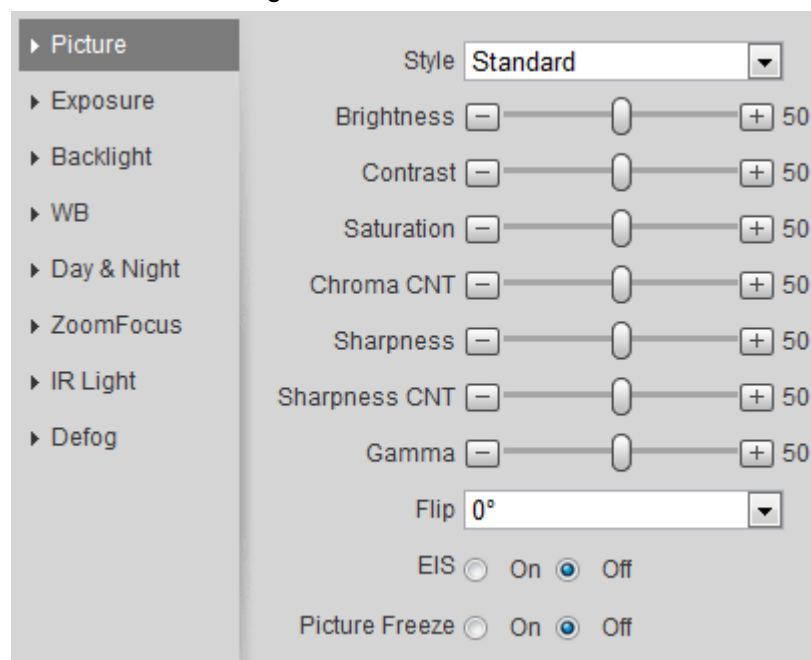 Picture
Exposure
Backlight
WB
Day & Night
ZoomFocus
IR Light
Defog
Style Standard
Brightness 50
Contrast 50
Saturation 50
Chroma CNT 50
Sharpness 50
Sharpness CNT 50
Gamma 50
Flip 0°
EIS On Off
Picture Freeze On Off